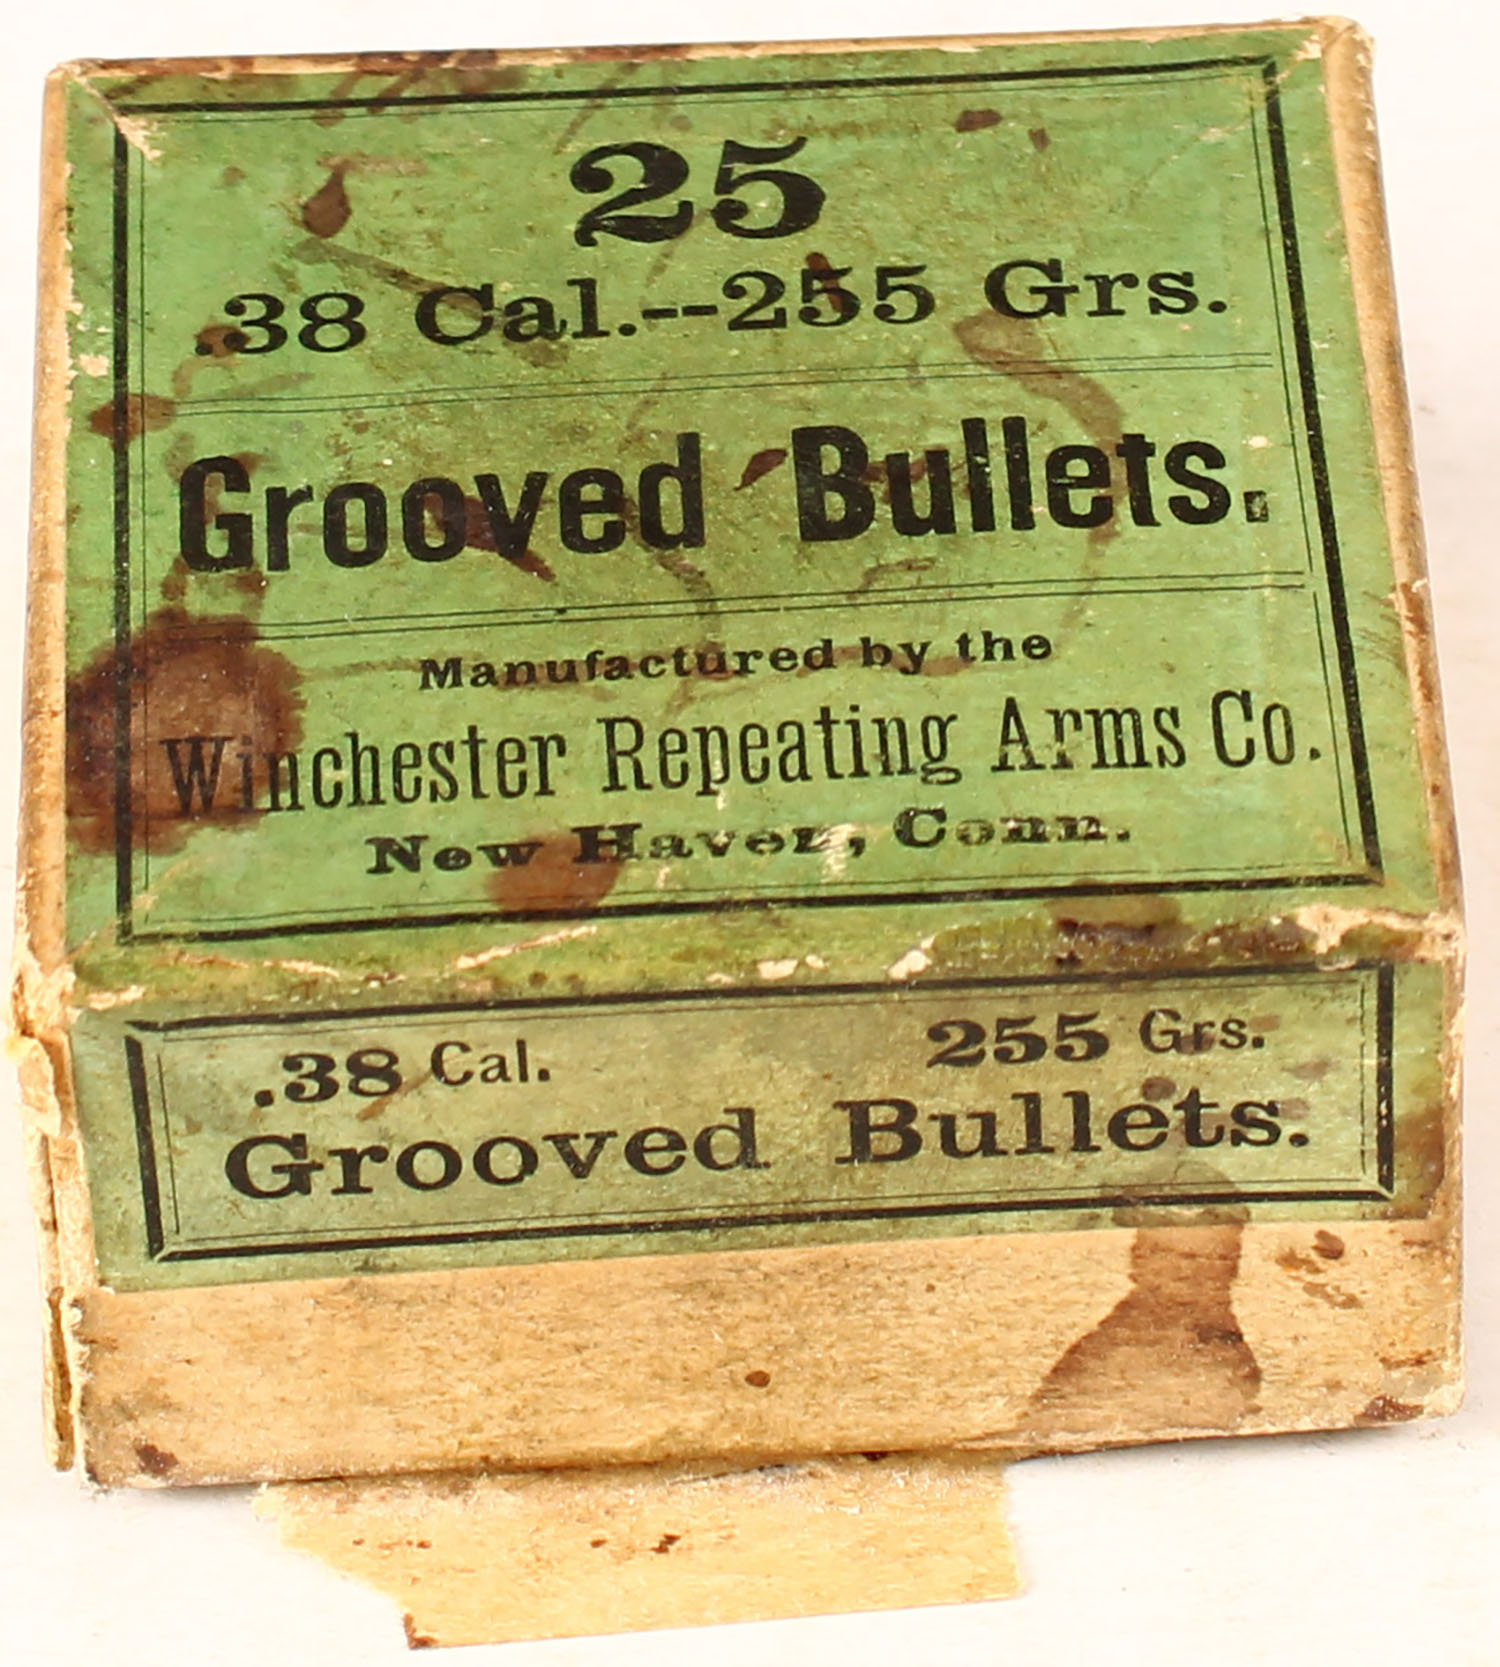 25
.38 Cal.--255 Grs.
Grooved Bullets.
Manufactured by the
Winchester Repeating Arms Co.
New Haven, Conn.
.38 Cal. 255 Grs.
Grooved Bullets.